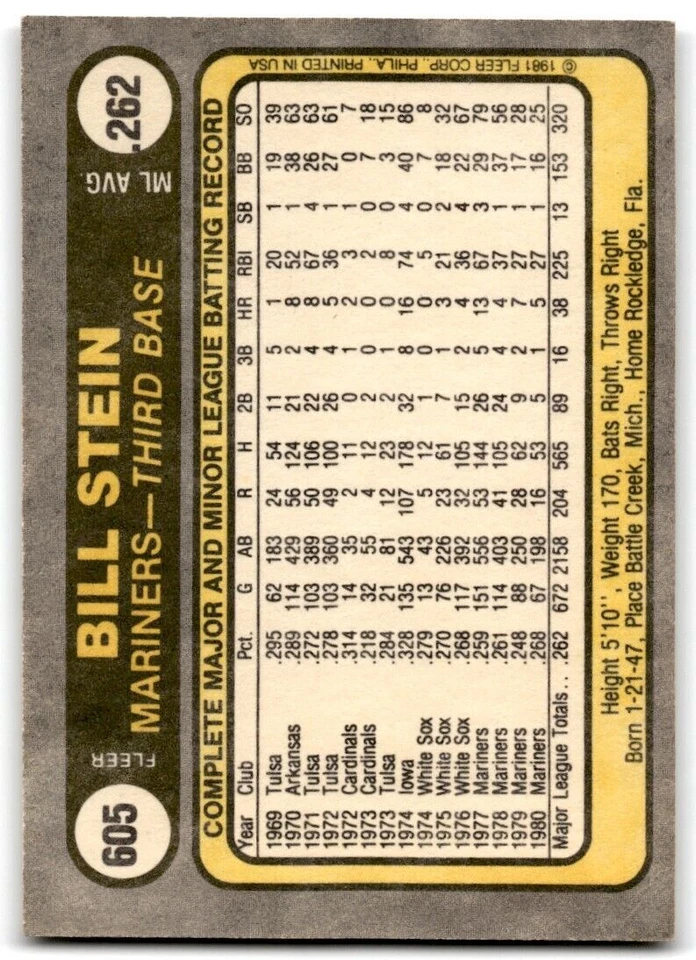 605 FLEER BILL STEIN ML AVG. .262
MARINERS—THIRD BASE
COMPLETE MAJOR AND MINOR LEAGUE BATTING RECORD
Year Club Pct. G AB R H 2B 3B HR RBI SB BB SO
1969 Tulsa .295 62 183 24 54 11 5 1 20 1 19 39
1970 Arkansas .289 114 429 56 124 21 2 8 52 1 38 63
1971 Tulsa .272 103 389 50 106 22 4 8 67 4 26 63
1972 Tulsa .278 103 360 49 100 26 4 5 36 1 27 61
1972 Cardinals .314 14 35 2 11 0 1 2 3 1 0 7
1973 Cardinals .218 32 55 4 12 2 0 0 2 0 7 18
1973 Tulsa .284 21 81 12 23 2 1 0 8 0 3 15
1974 Iowa .328 135 543 107 178 32 8 16 74 4 40 86
1974 White Sox .279 13 43 5 12 1 0 0 5 0 7 8
1975 White Sox .270 76 226 23 61 7 1 3 21 2 18 32
1976 White Sox .268 117 392 32 105 15 2 4 36 4 22 67
1977 Mariners .259 151 556 53 144 26 5 13 67 3 29 79
1978 Mariners .261 114 403 41 105 24 4 4 37 1 37 56
1979 Mariners .248 88 250 28 62 9 2 7 27 1 17 28
1980 Mariners .268 67 198 16 53 5 1 5 27 1 16 25
Major League Totals . . .262 672 2158 204 565 89 16 38 225 13 153 320
Height 5'10'', Weight 170, Bats Right, Throws Right
Born 1-21-47, Place Battle Creek, Mich., Home Rockledge, Fla.
© 1981 FLEER CORP., PHILA., PRINTED IN USA